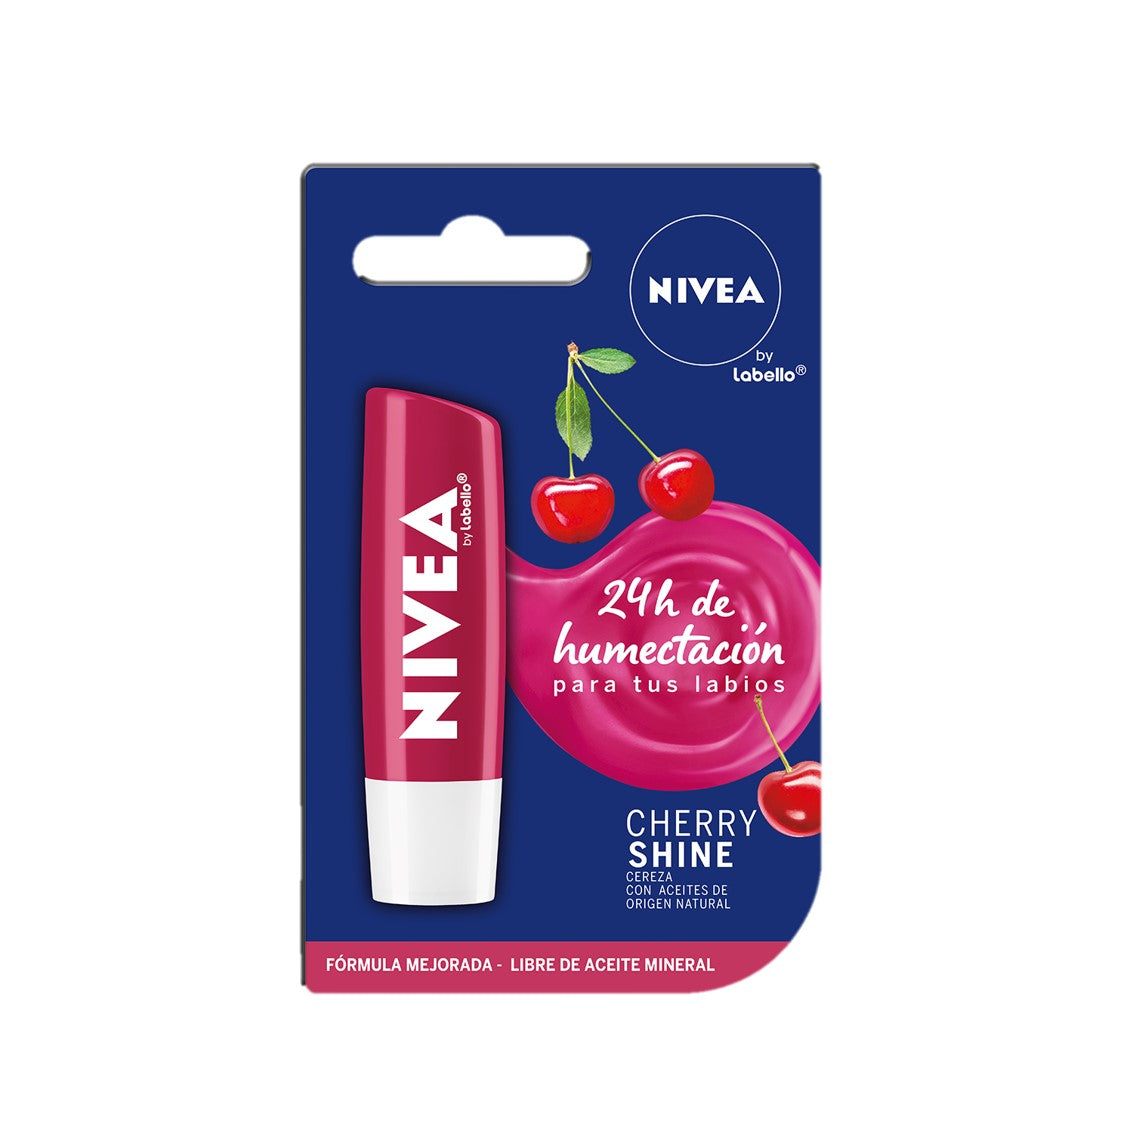 NIVEA
by
Labello®
NIVEA
by Labello®
24h de
humectación
para tus labios
CHERRY
SHINE
CEREZA
CON ACEITES DE
ORIGEN NATURAL
FÓRMULA MEJORADA - LIBRE DE ACEITE MINERAL